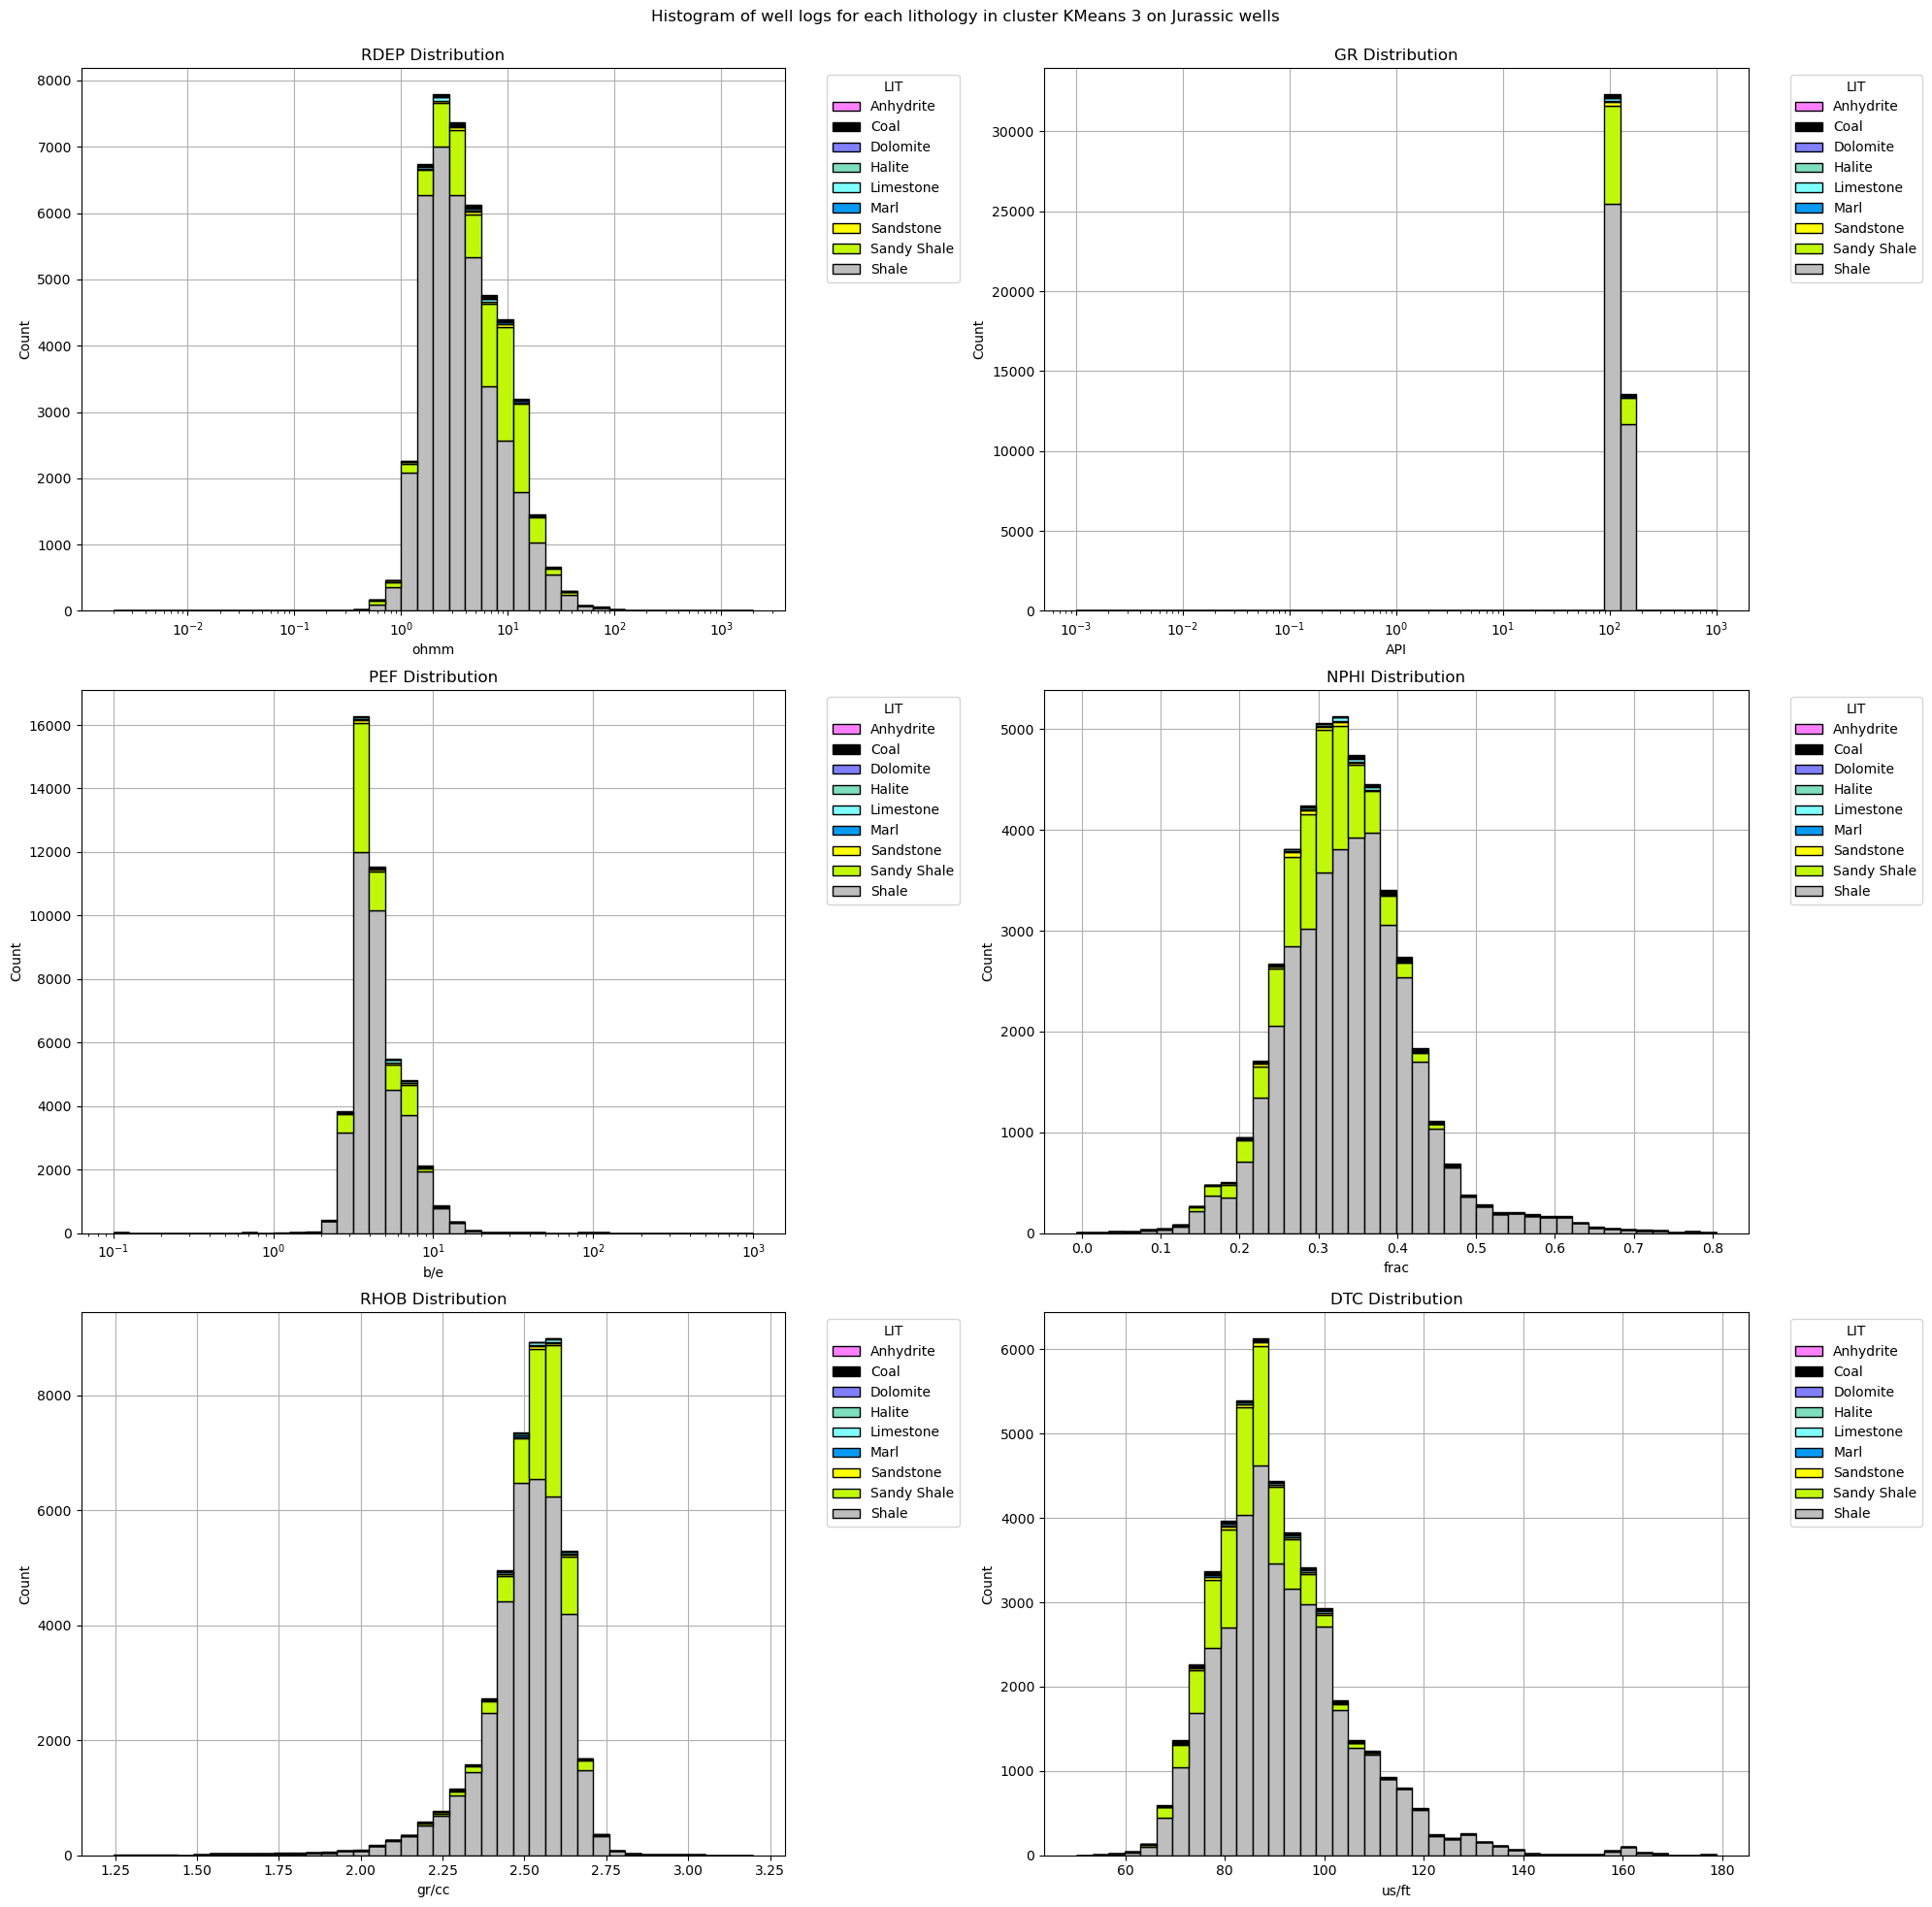 Histogram of well logs for each lithology in cluster KMeans 3 on Jurassic wells
RDEP Distribution
Count
8000
7000
6000
5000
4000
3000
2000
1000
0
10⁻² 10⁻¹ 10⁰ 10¹ 10² 10³
ohmm
LIT
Anhydrite
Coal
Dolomite
Halite
Limestone
Marl
Sandstone
Sandy Shale
Shale
GR Distribution
Count
30000
25000
20000
15000
10000
5000
0
10⁻³ 10⁻² 10⁻¹ 10⁰ 10¹ 10² 10³
API
LIT
Anhydrite
Coal
Dolomite
Halite
Limestone
Marl
Sandstone
Sandy Shale
Shale
PEF Distribution
Count
16000
14000
12000
10000
8000
6000
4000
2000
0
10⁻¹ 10⁰ 10¹ 10² 10³
b/e
LIT
Anhydrite
Coal
Dolomite
Halite
Limestone
Marl
Sandstone
Sandy Shale
Shale
NPHI Distribution
Count
5000
4000
3000
2000
1000
0
0.0 0.1 0.2 0.3 0.4 0.5 0.6 0.7 0.8
frac
LIT
Anhydrite
Coal
Dolomite
Halite
Limestone
Marl
Sandstone
Sandy Shale
Shale
RHOB Distribution
Count
8000
6000
4000
2000
0
1.25 1.50 1.75 2.00 2.25 2.50 2.75 3.00 3.25
gr/cc
LIT
Anhydrite
Coal
Dolomite
Halite
Limestone
Marl
Sandstone
Sandy Shale
Shale
DTC Distribution
Count
6000
5000
4000
3000
2000
1000
0
60 80 100 120 140 160 180
us/ft
LIT
Anhydrite
Coal
Dolomite
Halite
Limestone
Marl
Sandstone
Sandy Shale
Shale